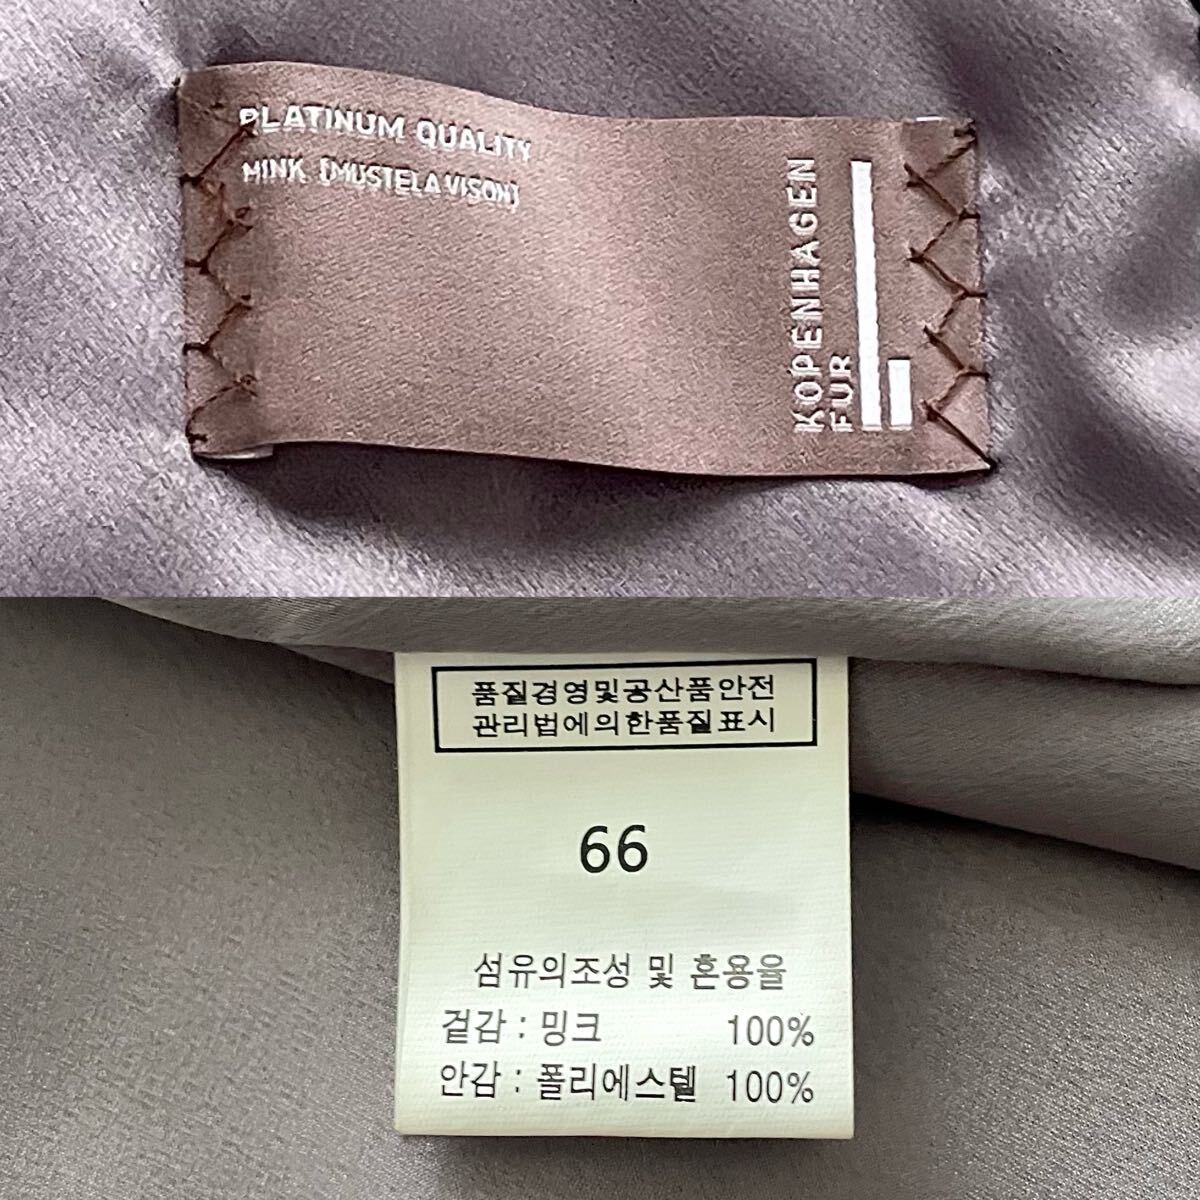 PLATINUM QUALITY
MINK [MUSTELA VISON]
KOPENHAGEN
FUR
품질경영및공산품안전
관리법에의한품질표시
66
섬유의조성 및 혼용율
겉감 : 밍크 100%
안감 : 폴리에스텔 100%